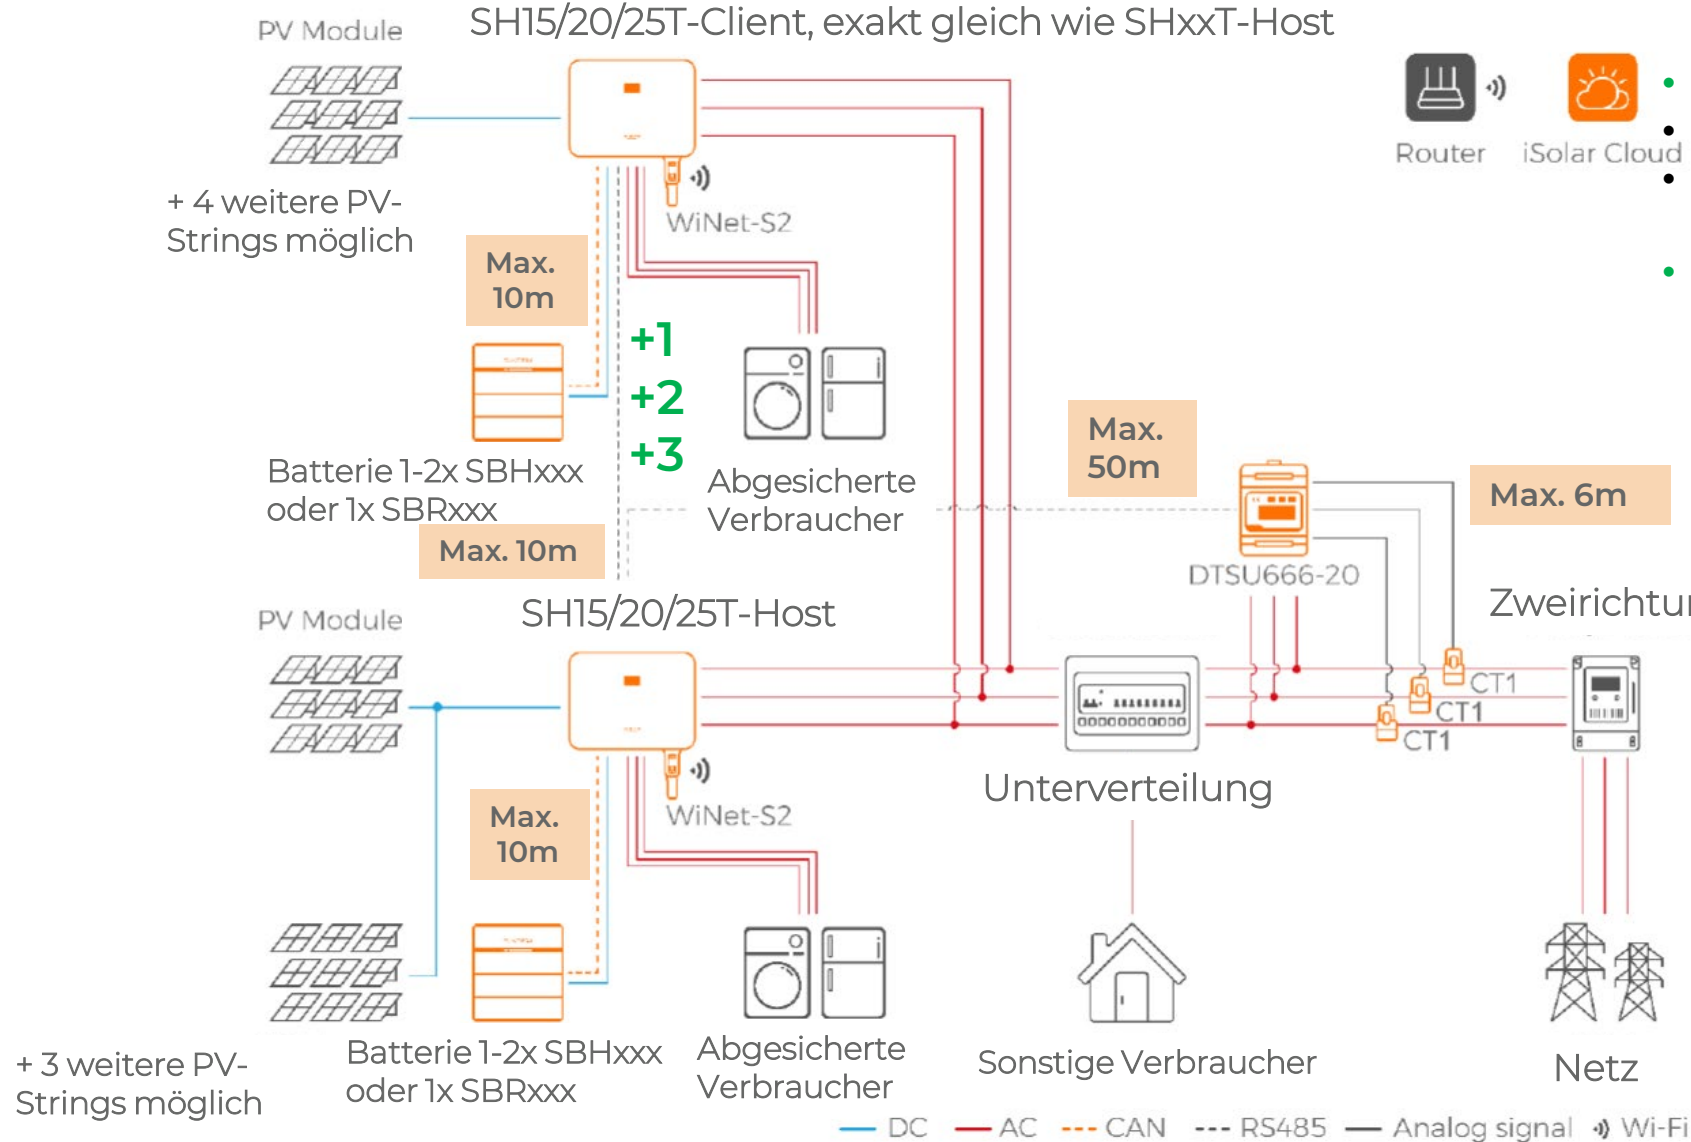 SH15/20/25T-Client, exakt gleich wie SHxxT-Host
PV Module
Router
iSolar Cloud
+ 4 weitere PV-
Strings möglich
WiNet-S2
Max.
10m
+1
+2
+3
Batterie 1-2x SBHxxx
oder 1x SBRxxx
Abgesicherte
Verbraucher
Max.
50m
Max. 6m
Max. 10m
DTSU666-20
SH15/20/25T-Host
Zweirichtu
PV Module
CT1
CT1
CT1
WiNet-S2
Unterverteilung
Max.
10m
+ 3 weitere PV-
Strings möglich
Batterie 1-2x SBHxxx
oder 1x SBRxxx
Abgesicherte
Verbraucher
Sonstige Verbraucher
Netz
DC AC CAN RS485 Analog signal Wi-Fi